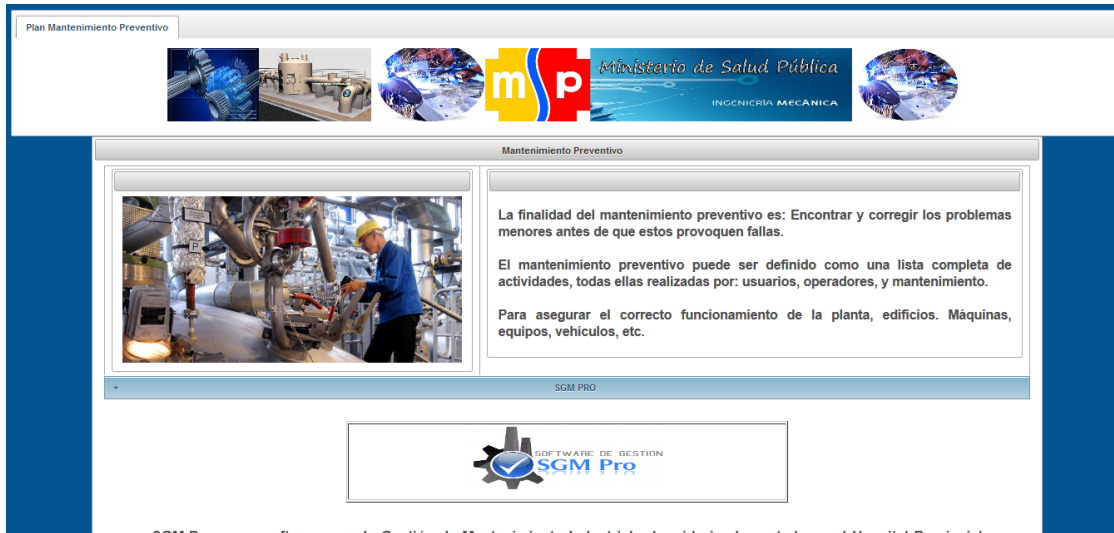 Plan Mantenimiento Preventivo
msp
Ministerio de Salud Pública
INGENIERÍA MECÁNICA
Mantenimiento Preventivo
P
La finalidad del mantenimiento preventivo es: Encontrar y corregir los problemas
menores antes de que estos provoquen fallas.
El mantenimiento preventivo puede ser definido como una lista completa de
actividades, todas ellas realizadas por: usuarios, operadores, y mantenimiento.
Para asegurar el correcto funcionamiento de la planta, edificios. Máquinas,
equipos, vehículos, etc.
SGM PRO
SOFTWARE DE GESTION
SGM Pro